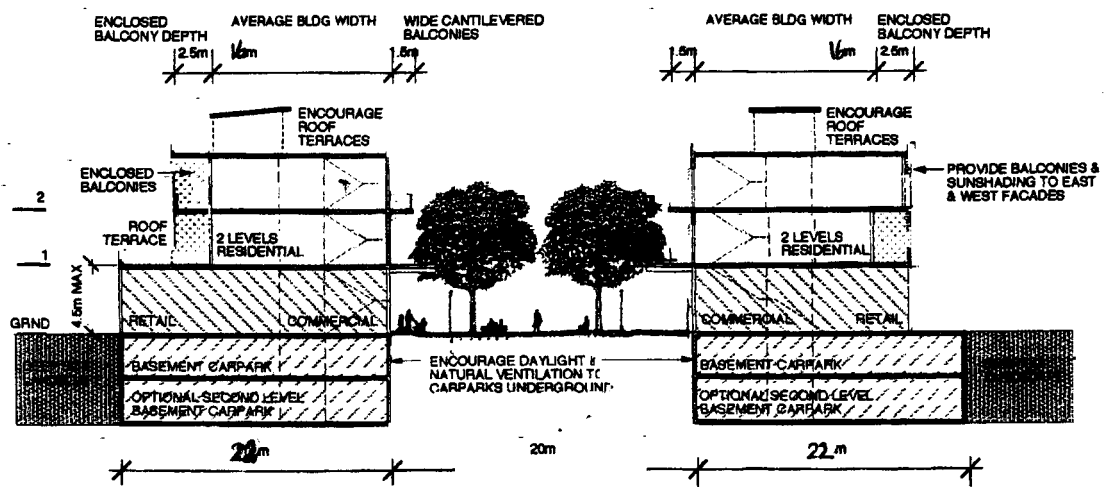 ENCLOSED
BALCONY DEPTH
AVERAGE BLDG WIDTH
WIDE CANTILEVERED
BALCONIES
AVERAGE BLDG WIDTH
ENCLOSED
BALCONY DEPTH
2.5m
16m
1.5m
1.5m
16m
2.5m
ENCOURAGE
ROOF
TERRACES
ENCOURAGE
ROOF
TERRACES
ENCLOSED
BALCONIES
PROVIDE BALCONIES &
SUNSHADING TO EAST
& WEST FACADES
2
ROOF
TERRACE
2 LEVELS
RESIDENTIAL
2 LEVELS
RESIDENTIAL
1
4.5m MAX
GRND
RETAIL
COMMERCIAL
COMMERCIAL
RETAIL
BASEMENT CARPARK
ENCOURAGE DAYLIGHT &
NATURAL VENTILATION TO
CARPARKS UNDERGROUND
BASEMENT CARPARK
OPTIONAL SECOND LEVEL
BASEMENT CARPARK
OPTIONAL SECOND LEVEL
BASEMENT CARPARK
22m
20m
22m